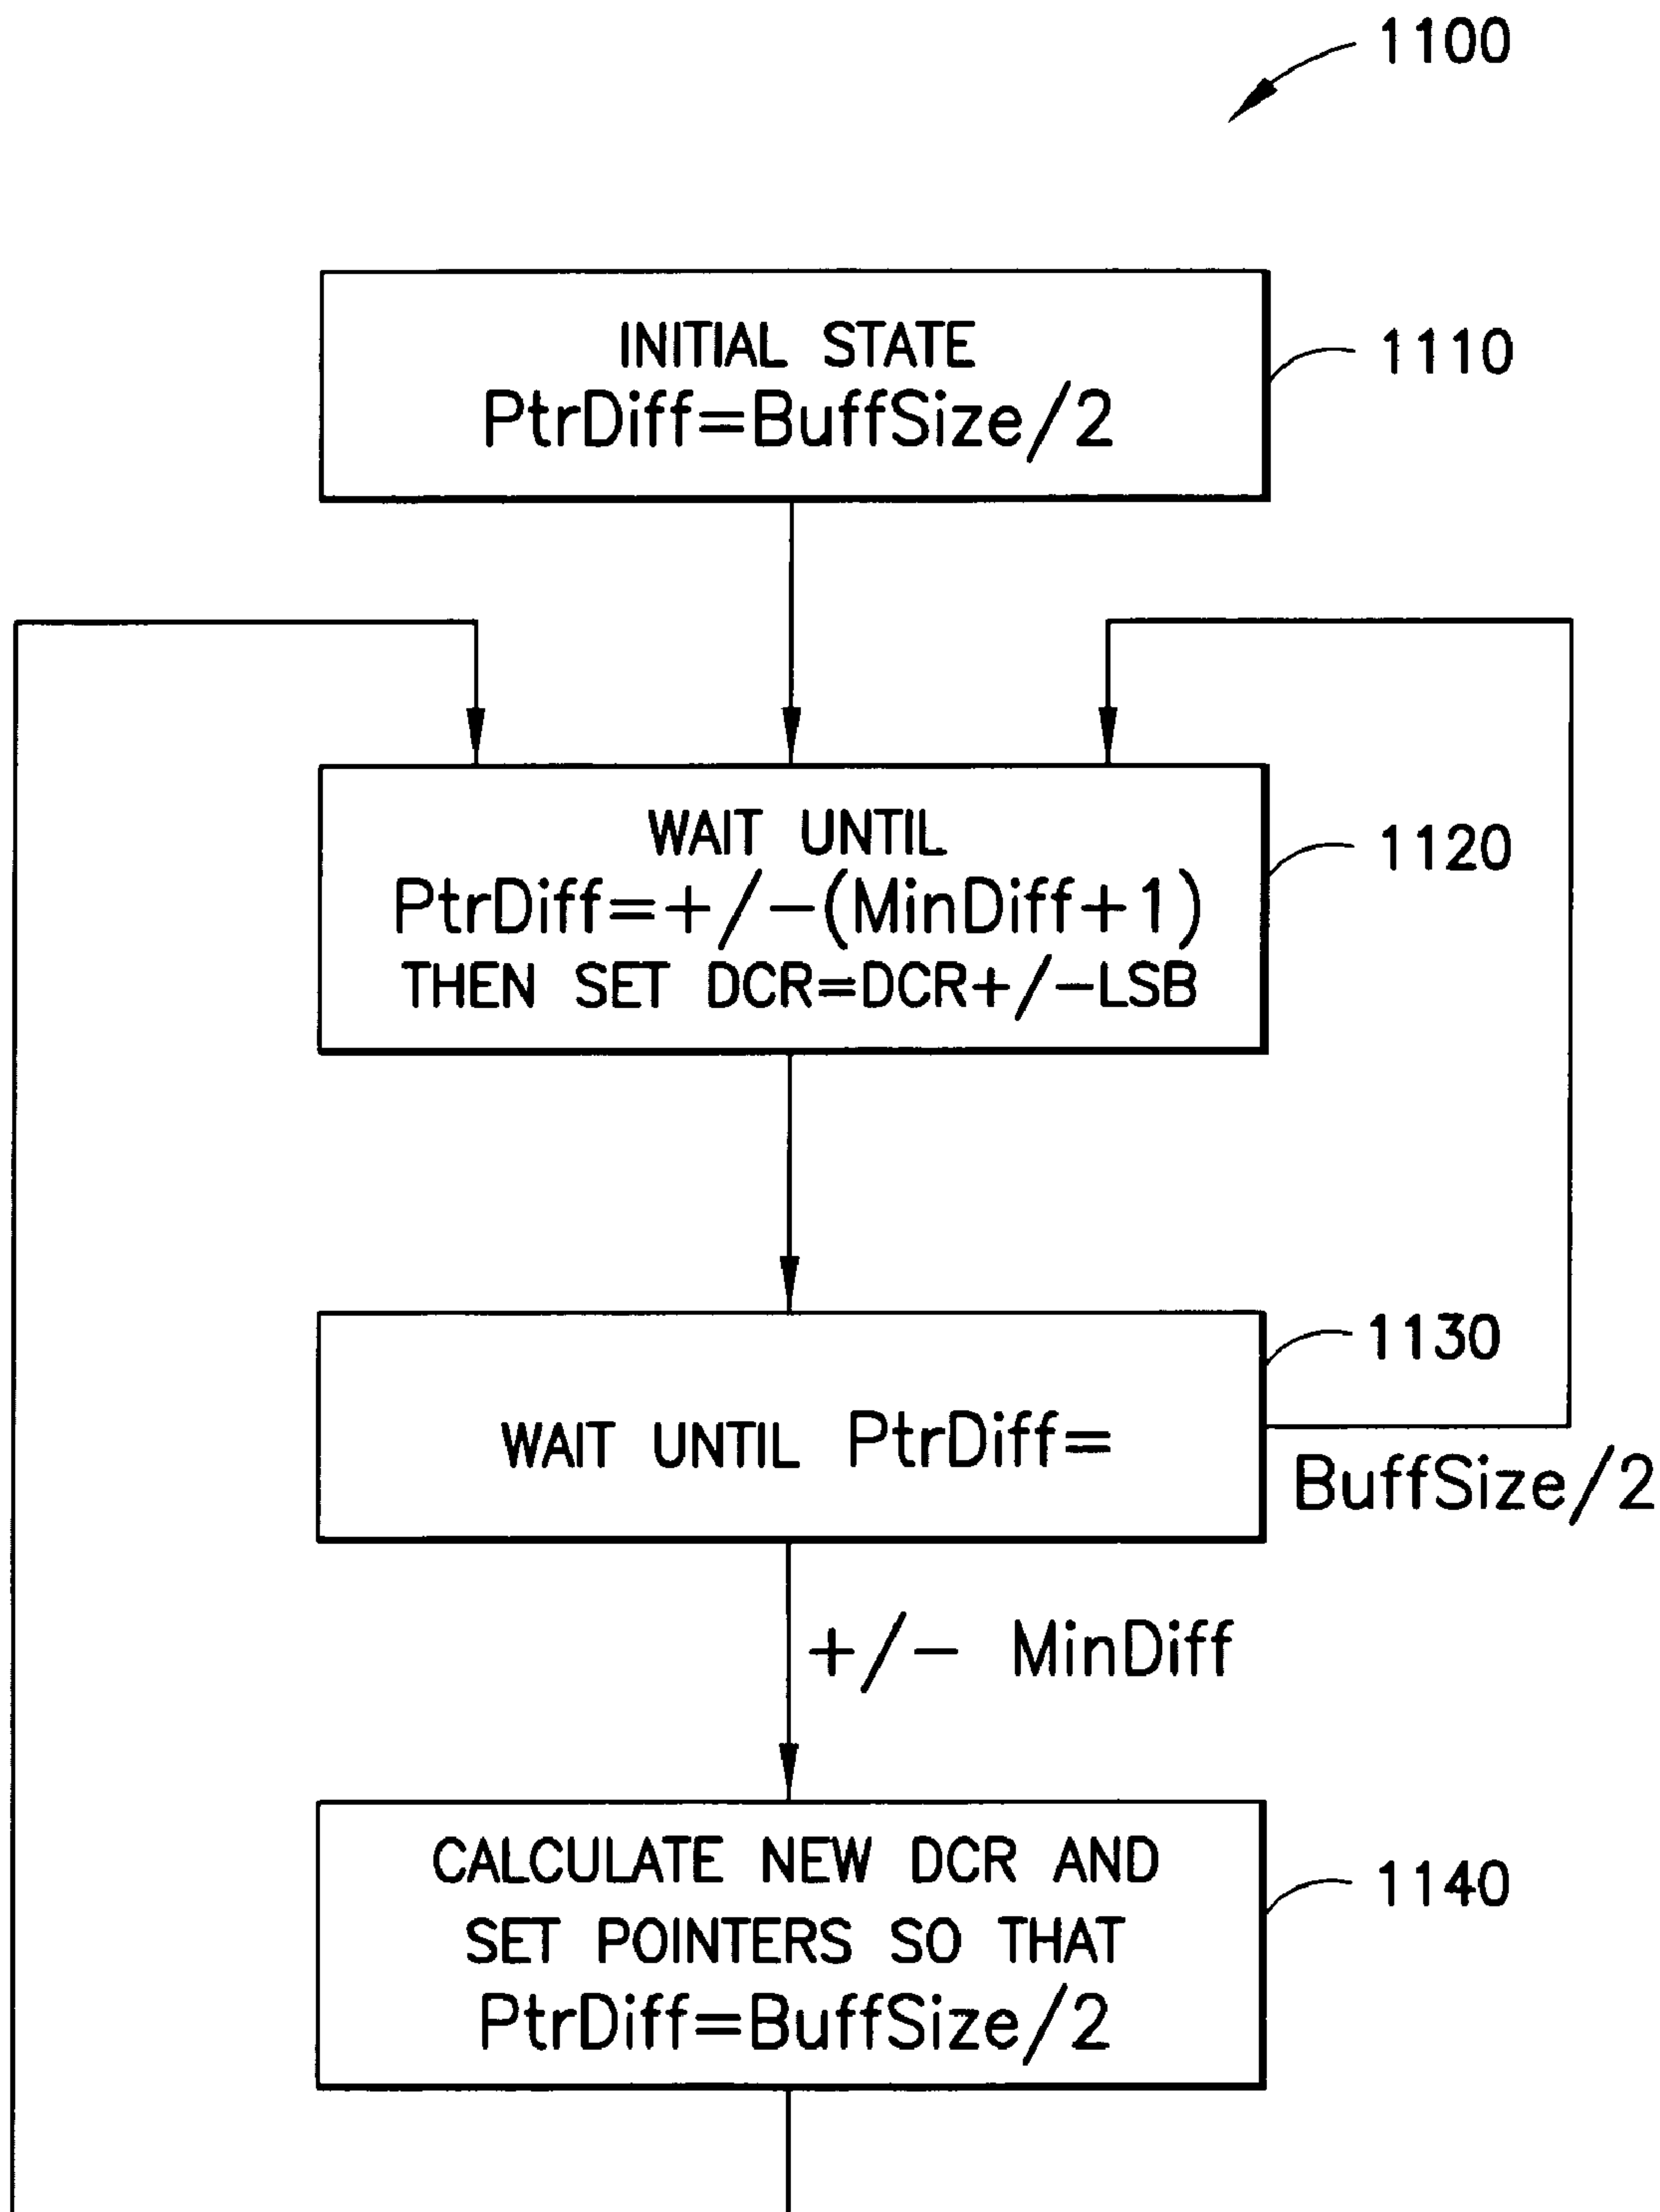 1100
INITIAL STATE
PtrDiff=BuffSize/2
1110
WAIT UNTIL
PtrDiff=+/-(MinDiff+1)
THEN SET DCR=DCR+/-LSB
1120
WAIT UNTIL PtrDiff=
1130
BuffSize/2
+/- MinDiff
CALCULATE NEW DCR AND
SET POINTERS SO THAT
PtrDiff=BuffSize/2
1140